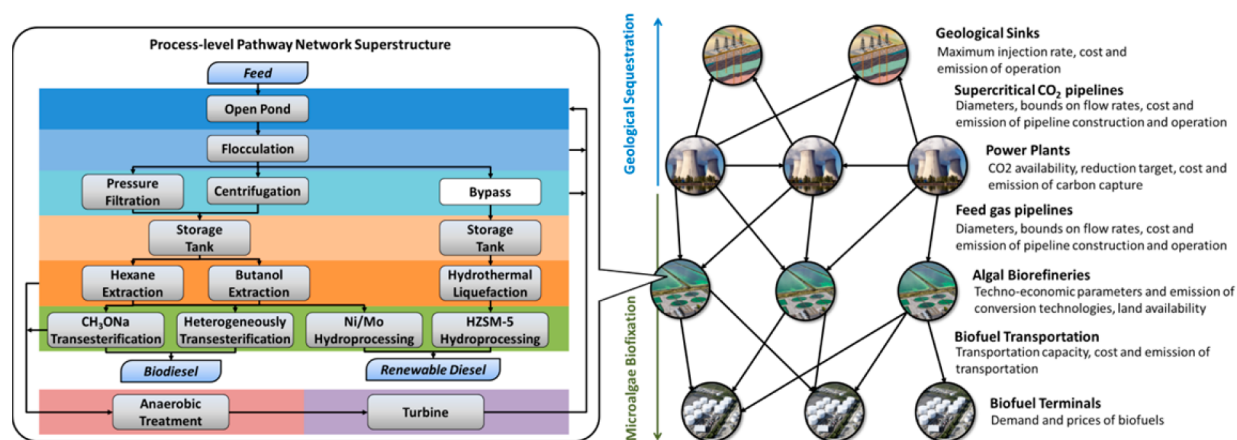 Process-level Pathway Network Superstructure
Feed
Open Pond
Flocculation
Pressure
Filtration
Centrifugation
Bypass
Storage
Tank
Storage
Tank
Hexane
Extraction
Butanol
Extraction
Hydrothermal
Liquefaction
CH₃ONa
Transesterification
Heterogeneously
Transesterification
Ni/Mo
Hydroprocessing
HZSM-5
Hydroprocessing
Biodiesel
Renewable Diesel
Anaerobic
Treatment
Turbine
Geological Sequestration
Microalgae Biofixation
Geological Sinks
Maximum injection rate, cost and
emission of operation
Supercritical CO₂ pipelines
Diameters, bounds on flow rates, cost and
emission of pipeline construction and operation
Power Plants
CO2 availability, reduction target, cost and
emission of carbon capture
Feed gas pipelines
Diameters, bounds on flow rates, cost and
emission of pipeline construction and operation
Algal Biorefineries
Techno-economic parameters and emission of
conversion technologies, land availability
Biofuel Transportation
Transportation capacity, cost and emission of
transportation
Biofuel Terminals
Demand and prices of biofuels